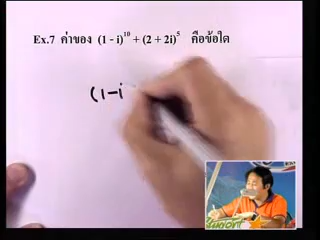 Ex.7 ค่าของ (1 - i)¹⁰ + (2 + 2i)⁵ คือข้อใด
(1-i